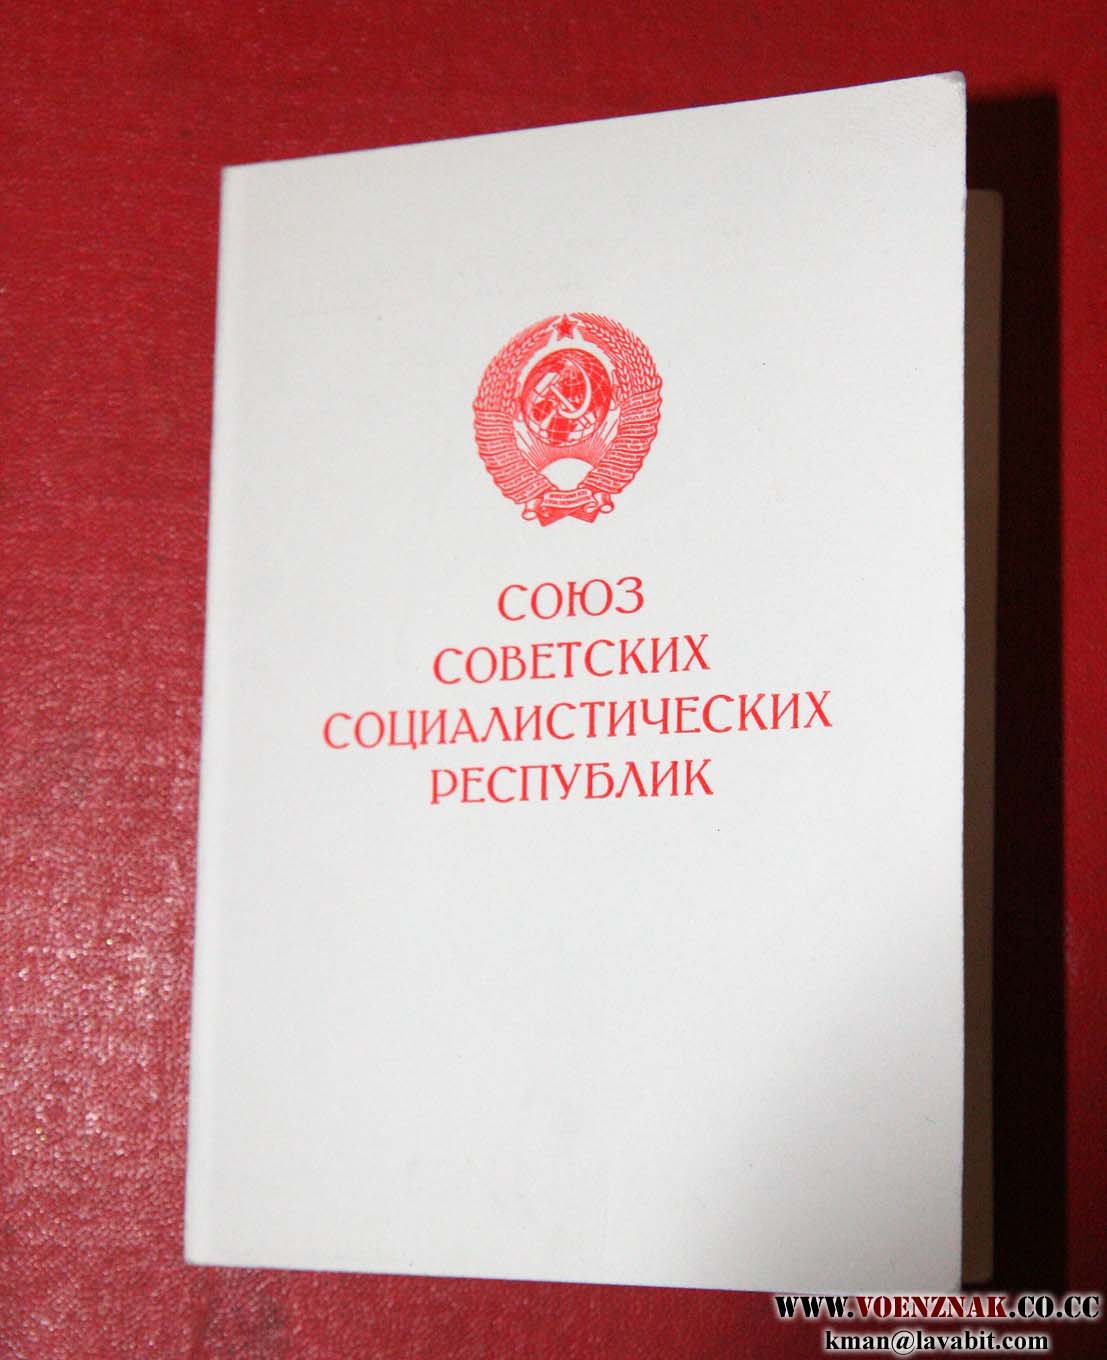 СОЮЗ
СОВЕТСКИХ
СОЦИАЛИСТИЧЕСКИХ
РЕСПУБЛИК
WWW.VOENZNAK.CO.CC
kman@lavabit.com